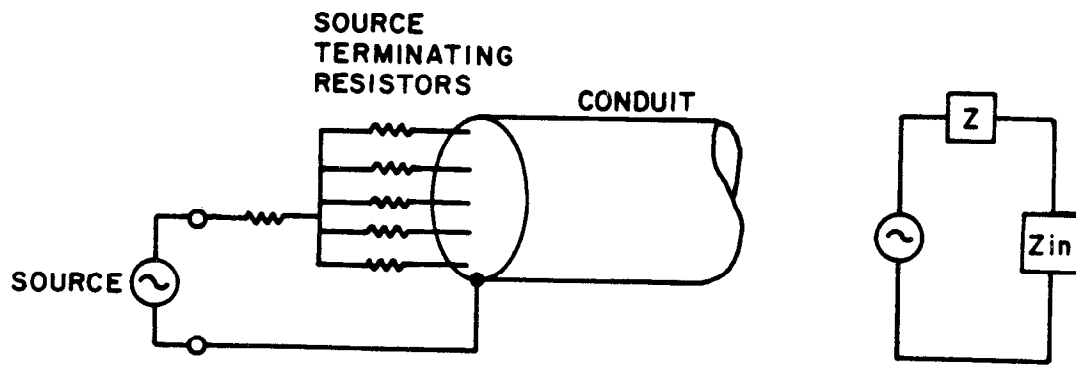 SOURCE
TERMINATING
RESISTORS
CONDUIT
SOURCE
Z
Zin